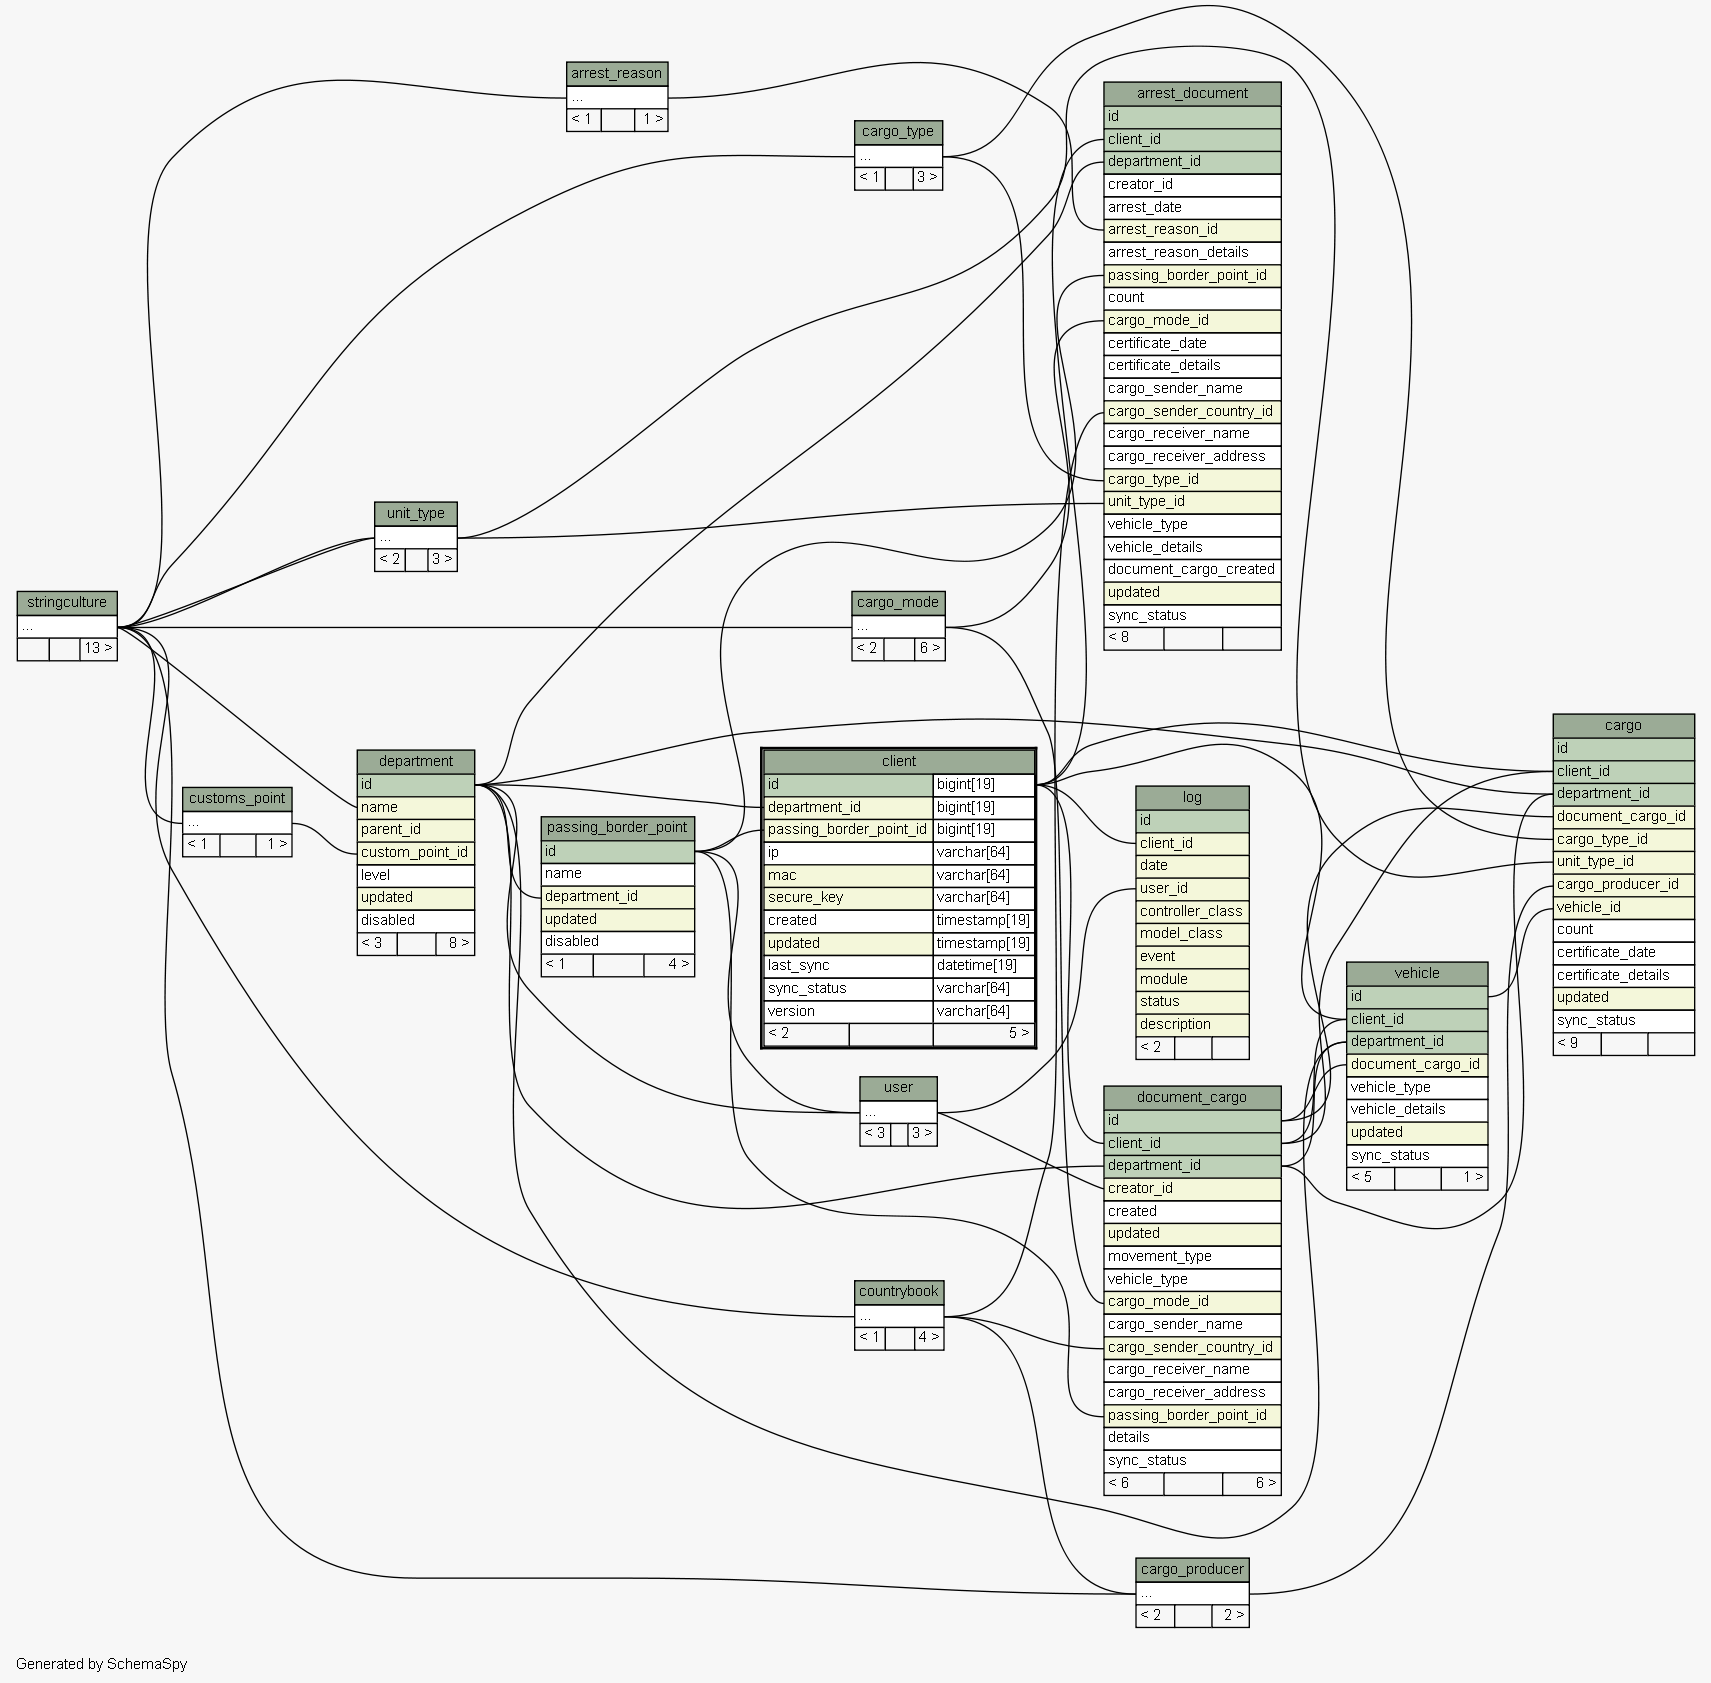 arrest_reason
...
< 1 1 >
cargo_type
...
< 1 3 >
arrest_document
id
client_id
department_id
creator_id
arrest_date
arrest_reason_id
arrest_reason_details
passing_border_point_id
count
cargo_mode_id
certificate_date
certificate_details
cargo_sender_name
cargo_sender_country_id
cargo_receiver_name
cargo_receiver_address
cargo_type_id
unit_type_id
vehicle_type
vehicle_details
document_cargo_created
updated
sync_status
< 8
unit_type
...
< 2 3 >
stringculture
...
13 >
cargo_mode
...
< 2 6 >
customs_point
...
< 1 1 >
department
id
name
parent_id
custom_point_id
level
updated
disabled
< 3 8 >
passing_border_point
id
name
department_id
updated
disabled
< 1 4 >
client
id bigint[19]
department_id bigint[19]
passing_border_point_id bigint[19]
ip varchar[64]
mac varchar[64]
secure_key varchar[64]
created timestamp[19]
updated timestamp[19]
last_sync datetime[19]
sync_status varchar[64]
version varchar[64]
< 2 5 >
log
id
client_id
date
user_id
controller_class
model_class
event
module
status
description
< 2
cargo
id
client_id
department_id
document_cargo_id
cargo_type_id
unit_type_id
cargo_producer_id
vehicle_id
count
certificate_date
certificate_details
updated
sync_status
< 9
vehicle
id
client_id
department_id
document_cargo_id
vehicle_type
vehicle_details
updated
sync_status
< 5 1 >
user
...
< 3 3 >
document_cargo
id
client_id
department_id
creator_id
created
updated
movement_type
vehicle_type
cargo_mode_id
cargo_sender_name
cargo_sender_country_id
cargo_receiver_name
cargo_receiver_address
passing_border_point_id
details
sync_status
< 6 6 >
countrybook
...
< 1 4 >
cargo_producer
...
< 2 2 >
Generated by SchemaSpy